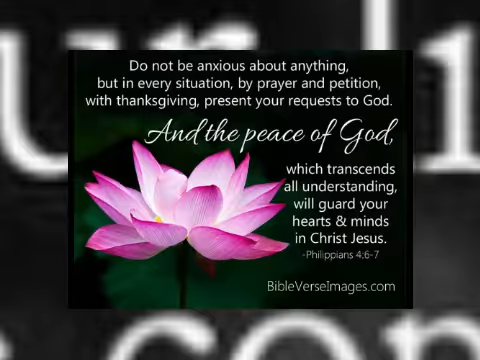 Do not be anxious about anything,
but in every situation, by prayer and petition,
with thanksgiving, present your requests to God.
And the peace of God,
which transcends
all understanding,
will guard your
hearts & minds
in Christ Jesus.
-Philippians 4:6-7
BibleVerseImages.com